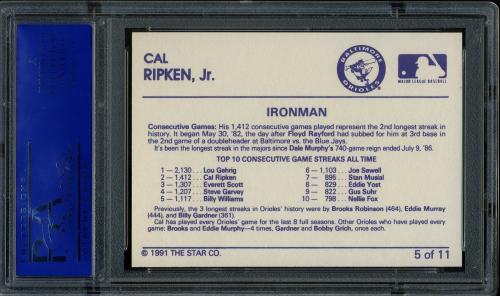 CAL
RIPKEN, Jr.
BALTIMORE
ORIOLES
MAJOR LEAGUE BASEBALL
IRONMAN
Consecutive Games: His 1,412 consecutive games played represent the 2nd longest streak in
history. It began May 30, '82, the day after Floyd Rayford had subbed for him at 3rd base
in the 2nd game of a doubleheader at Baltimore vs. the Blue Jays.
It's been the longest streak in the majors since Dale Murphy's 740-game reign ended July 9, '86.
TOP 10 CONSECUTIVE GAME STREAKS ALL TIME
1 — 2,130 . . . Lou Gehrig 6 — 1,103 . . . Joe Sewell
2 — 1,412 . . . Cal Ripken 7 — 895 . . . Stan Musial
3 — 1,307 . . . Everett Scott 8 — 829 . . . Eddie Yost
4 — 1,207 . . . Steve Garvey 9 — 822 . . . Gus Suhr
5 — 1,117 . . . Billy Williams 10 — 798 . . . Nellie Fox
Previously, the 3 longest streaks in Orioles' history were by Brooks Robinson (464), Eddie Murray
(444), and Billy Gardner (361).
Cal has played every Orioles' game for the last 8 full seasons. Other Orioles who have played every
game: Brooks and Eddie Murphy—4 times, Gardner and Bobby Grich, once each.
© 1991 THE STAR CO. 5 of 11
PSA